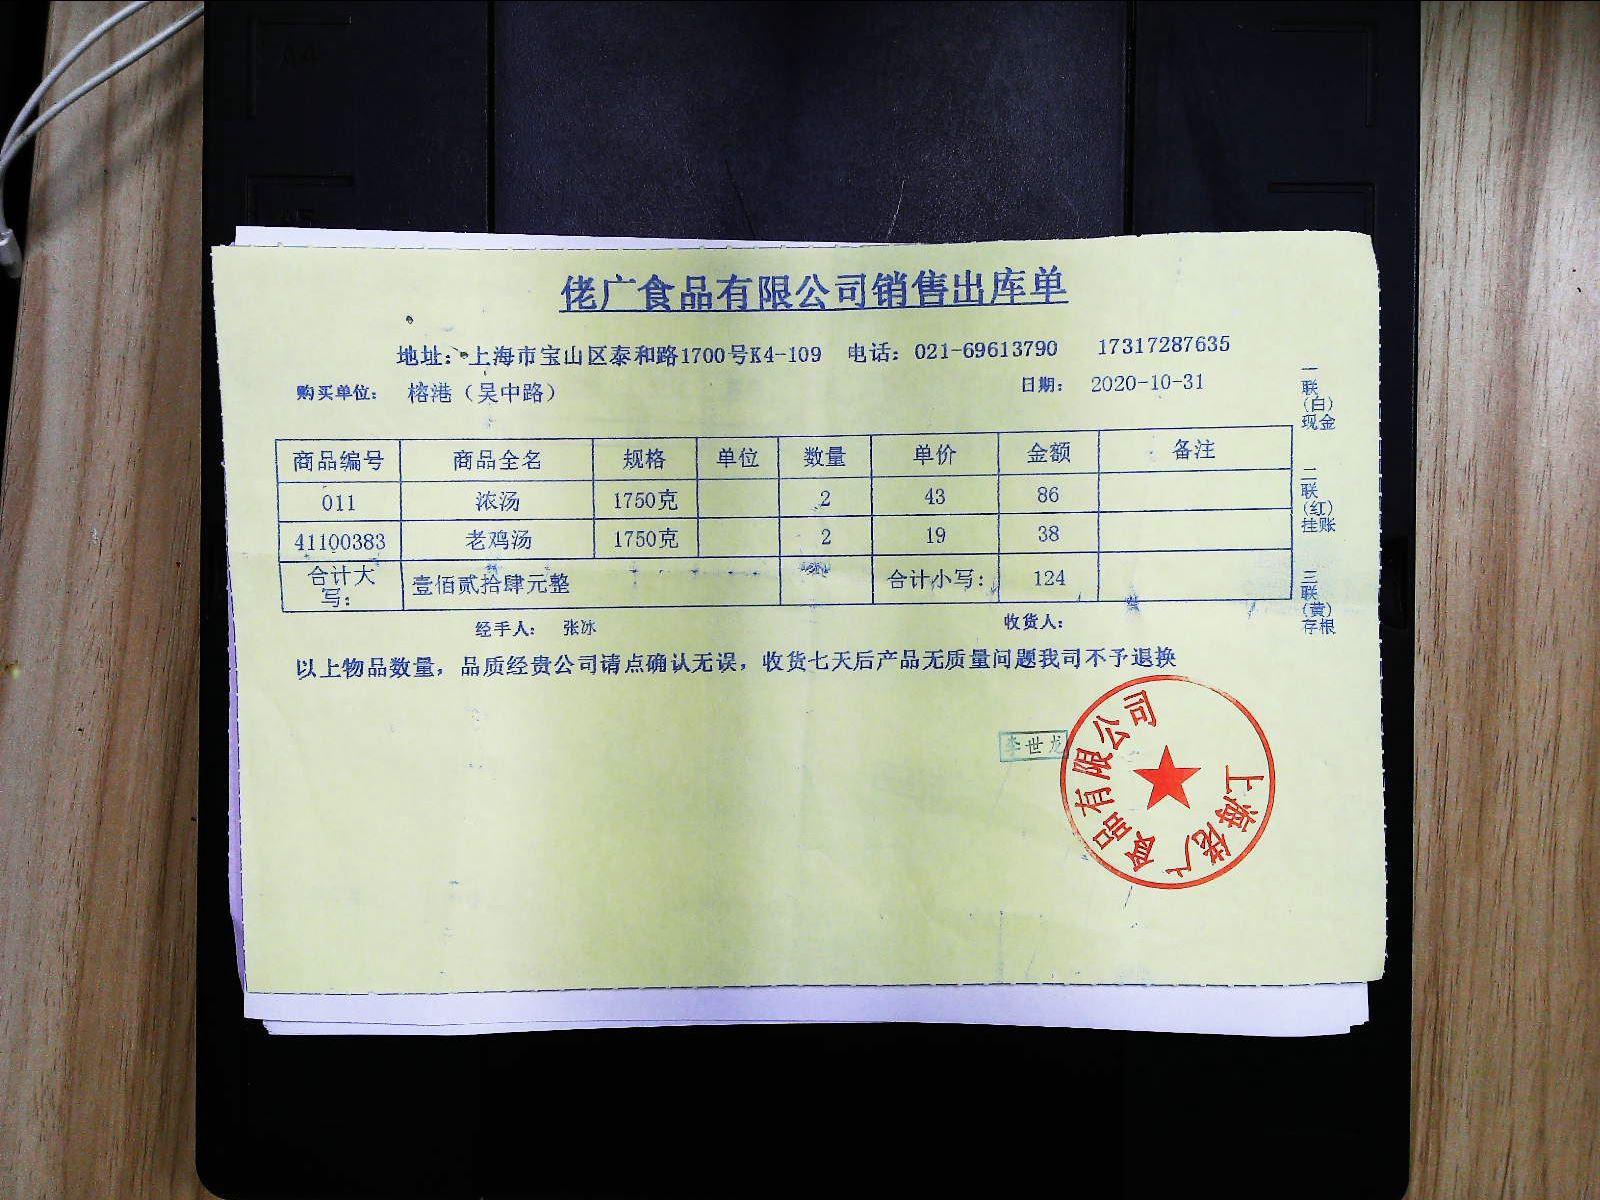 佬广食品有限公司销售出库单
地址：上海市宝山区泰和路1700号K4-109 电话：021-69613790 17317287635
购买单位： 榕港（吴中路） 日期： 2020-10-31
商品编号 商品全名 规格 单位 数量 单价 金额 备注
011 浓汤 1750克 2 43 86
41100383 老鸡汤 1750克 2 19 38
合计大写： 壹佰贰拾肆元整 合计小写： 124
经手人： 张冰 收货人：
以上物品数量，品质经贵公司请点确认无误，收货七天后产品无质量问题我司不予退换
一联（白）现金
二联（红）挂账
三联（黄）存根
李世龙
上海佬广食品有限公司
A4
A5